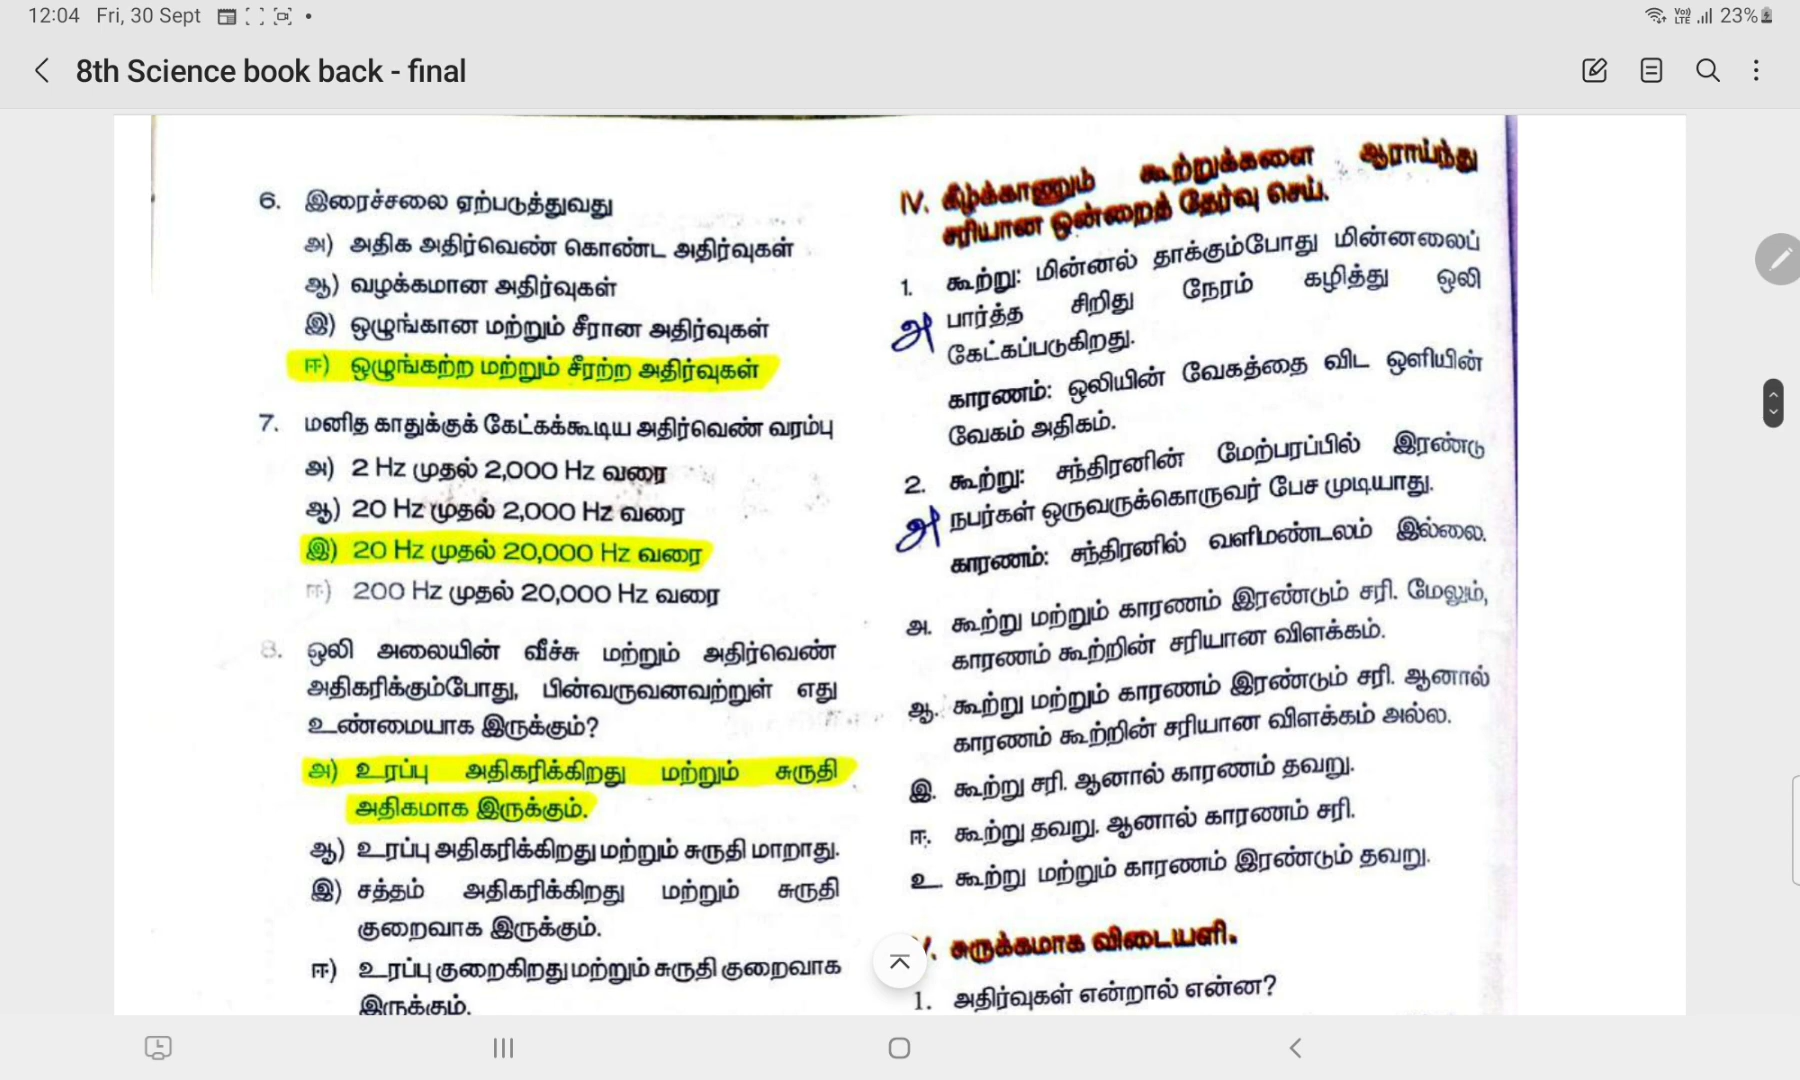 12:04 Fri, 30 Sept
23%
8th Science book back - final
6. இரைச்சலை ஏற்படுத்துவது
அ) அதிக அதிர்வெண் கொண்ட அதிர்வுகள்
ஆ) வழக்கமான அதிர்வுகள்
இ) ஒழுங்கான மற்றும் சீரான அதிர்வுகள்
ஈ) ஒழுங்கற்ற மற்றும் சீரற்ற அதிர்வுகள்
7. மனித காதுக்குக் கேட்கக்கூடிய அதிர்வெண் வரம்பு
அ) 2 Hz முதல் 2,000 Hz வரை
ஆ) 20 Hz முதல் 2,000 Hz வரை
இ) 20 Hz முதல் 20,000 Hz வரை
ஈ) 200 Hz முதல் 20,000 Hz வரை
8. ஒலி அலையின் வீச்சு மற்றும் அதிர்வெண்
அதிகரிக்கும்போது, பின்வருவனவற்றுள் எது
உண்மையாக இருக்கும்?
அ) உரப்பு அதிகரிக்கிறது மற்றும் சுருதி
அதிகமாக இருக்கும்.
ஆ) உரப்பு அதிகரிக்கிறது மற்றும் சுருதி மாறாது.
இ) சத்தம் அதிகரிக்கிறது மற்றும் சுருதி
குறைவாக இருக்கும்.
ஈ) உரப்பு குறைகிறது மற்றும் சுருதி குறைவாக
இருக்கும்.
IV. கீழ்க்காணும் கூற்றுக்களை ஆராய்ந்து
சரியான ஒன்றைத் தேர்வு செய்.
1. கூற்று: மின்னல் தாக்கும்போது மின்னலைப்
அ பார்த்த சிறிது நேரம் கழித்து ஒலி
கேட்கப்படுகிறது.
காரணம்: ஒலியின் வேகத்தை விட ஒளியின்
வேகம் அதிகம்.
2. கூற்று: சந்திரனின் மேற்பரப்பில் இரண்டு
அ நபர்கள் ஒருவருக்கொருவர் பேச முடியாது.
காரணம்: சந்திரனில் வளிமண்டலம் இல்லை.
அ. கூற்று மற்றும் காரணம் இரண்டும் சரி. மேலும்,
காரணம் கூற்றின் சரியான விளக்கம்.
ஆ. கூற்று மற்றும் காரணம் இரண்டும் சரி. ஆனால்
காரணம் கூற்றின் சரியான விளக்கம் அல்ல.
இ. கூற்று சரி. ஆனால் காரணம் தவறு.
ஈ. கூற்று தவறு. ஆனால் காரணம் சரி.
உ. கூற்று மற்றும் காரணம் இரண்டும் தவறு.
V. சுருக்கமாக விடையளி.
1. அதிர்வுகள் என்றால் என்ன?